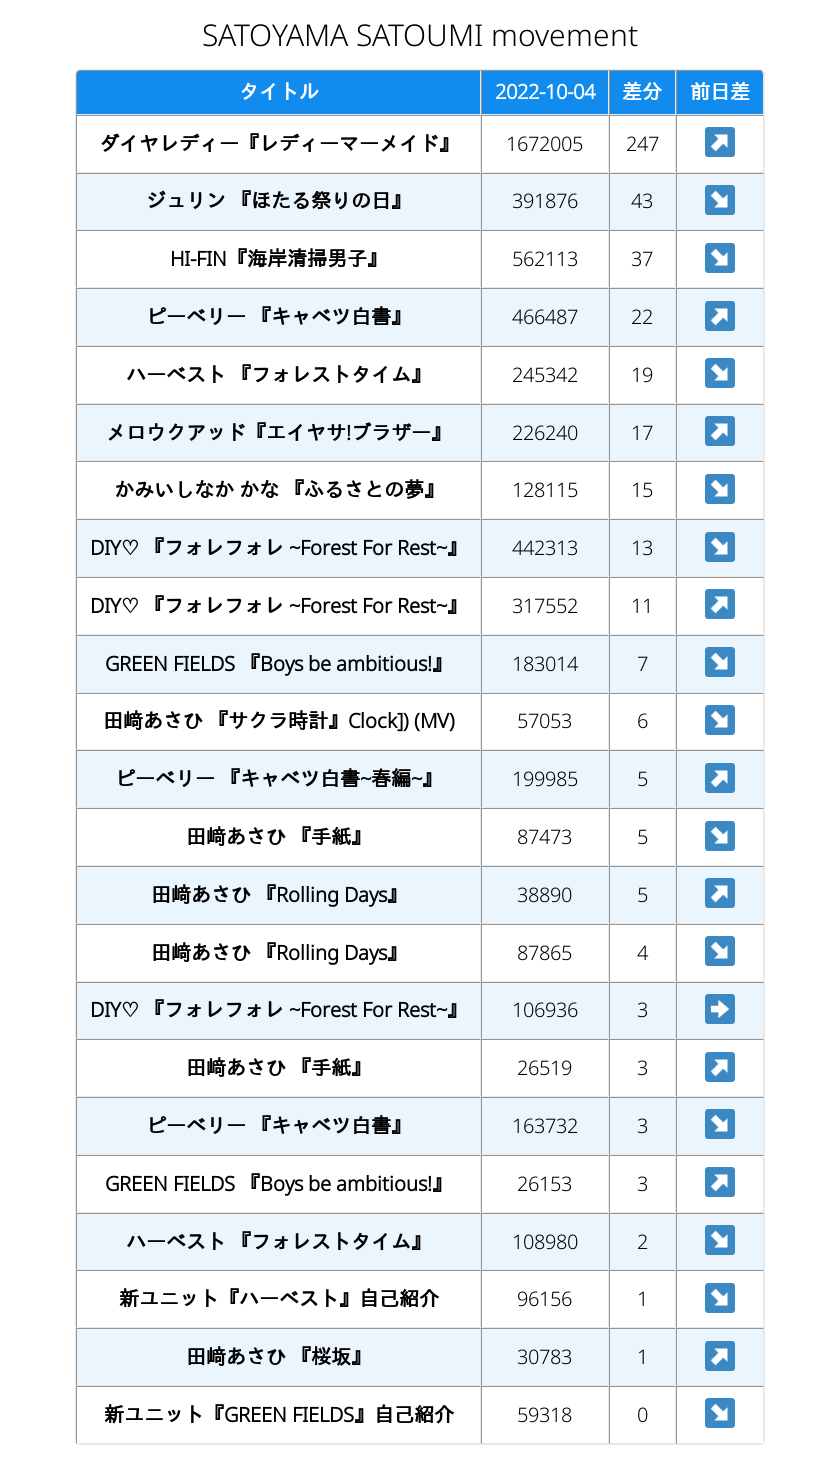 SATOYAMA SATOUMI movement
タイトル 2022-10-04 差分 前日差
ダイヤレディー『レディーマーメイド』 1672005 247 ↗
ジュリン 『ほたる祭りの日』 391876 43 ↘
HI-FIN『海岸清掃男子』 562113 37 ↘
ピーベリー 『キャベツ白書』 466487 22 ↗
ハーベスト 『フォレストタイム』 245342 19 ↘
メロウクアッド『エイヤサ!ブラザー』 226240 17 ↗
かみいしなか かな 『ふるさとの夢』 128115 15 ↘
DIY♡ 『フォレフォレ ~Forest For Rest~』 442313 13 ↘
DIY♡ 『フォレフォレ ~Forest For Rest~』 317552 11 ↗
GREEN FIELDS 『Boys be ambitious!』 183014 7 ↘
田﨑あさひ 『サクラ時計』Clock]) (MV) 57053 6 ↘
ピーベリー 『キャベツ白書~春編~』 199985 5 ↗
田﨑あさひ 『手紙』 87473 5 ↘
田﨑あさひ 『Rolling Days』 38890 5 ↗
田﨑あさひ 『Rolling Days』 87865 4 ↘
DIY♡ 『フォレフォレ ~Forest For Rest~』 106936 3 ➡
田﨑あさひ 『手紙』 26519 3 ↗
ピーベリー 『キャベツ白書』 163732 3 ↘
GREEN FIELDS 『Boys be ambitious!』 26153 3 ↗
ハーベスト 『フォレストタイム』 108980 2 ↘
新ユニット『ハーベスト』自己紹介 96156 1 ↘
田﨑あさひ 『桜坂』 30783 1 ↗
新ユニット『GREEN FIELDS』自己紹介 59318 0 ↘